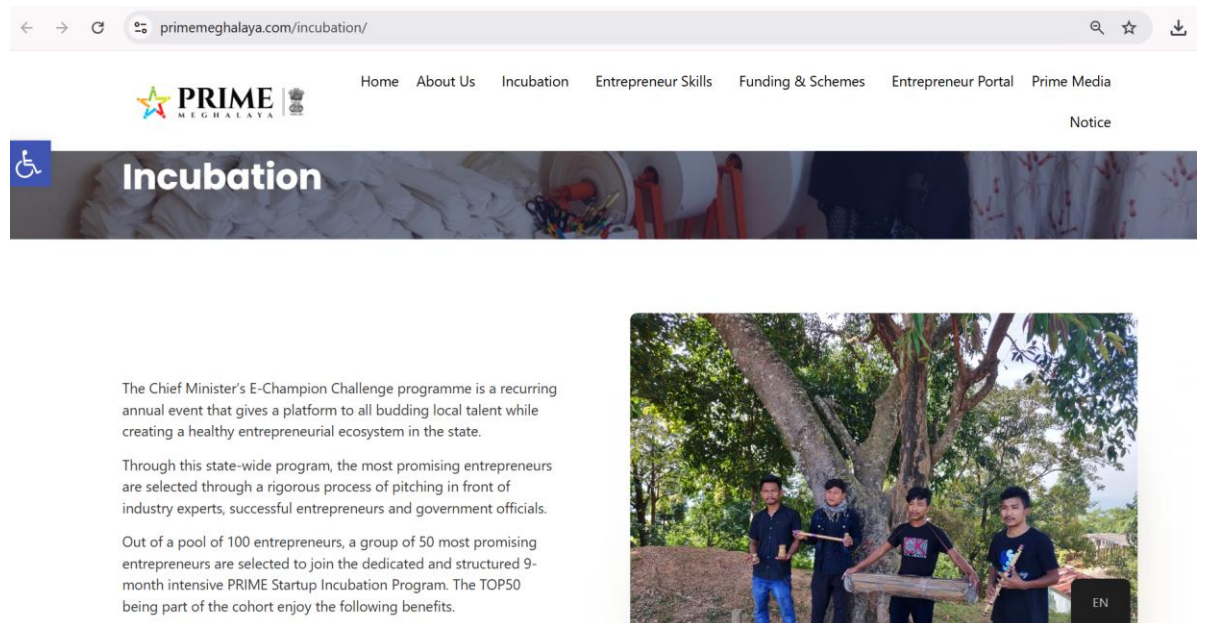 primemeghalaya.com/incubation/
Home About Us Incubation Entrepreneur Skills Funding & Schemes Entrepreneur Portal Prime Media
Notice
PRIME
MEGHALAYA
Incubation
The Chief Minister's E-Champion Challenge programme is a recurring
annual event that gives a platform to all budding local talent while
creating a healthy entrepreneurial ecosystem in the state.
Through this state-wide program, the most promising entrepreneurs
are selected through a rigorous process of pitching in front of
industry experts, successful entrepreneurs and government officials.
Out of a pool of 100 entrepreneurs, a group of 50 most promising
entrepreneurs are selected to join the dedicated and structured 9-
month intensive PRIME Startup Incubation Program. The TOP50
being part of the cohort enjoy the following benefits.
EN